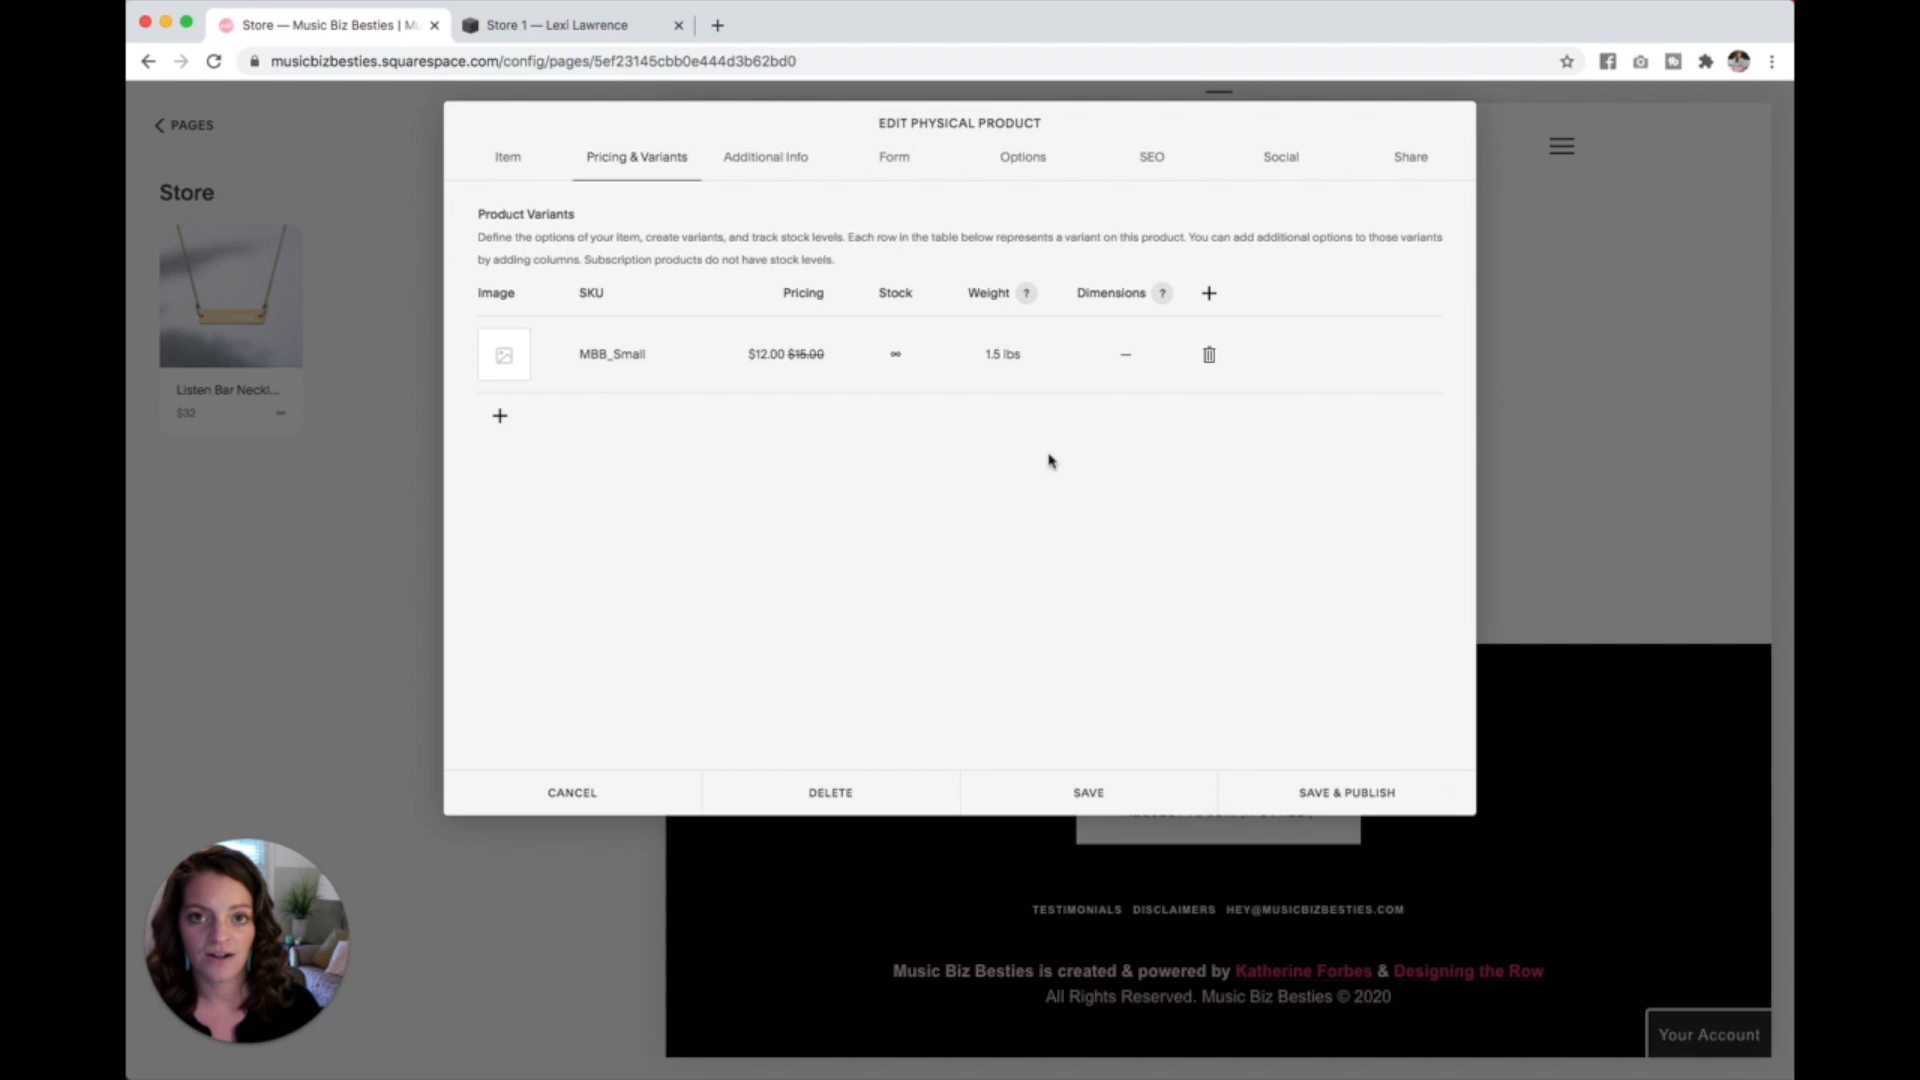 Store — Music Biz Besties | M
Store 1 — Lexi Lawrence
musicbizbesties.squarespace.com/config/pages/5ef23145cbb0e444d3b62bd0
PAGES
Store
Listen Bar Neckl...
$32 ∞
EDIT PHYSICAL PRODUCT
Item Pricing & Variants Additional Info Form Options SEO Social Share
Product Variants
Define the options of your item, create variants, and track stock levels. Each row in the table below represents a variant on this product. You can add additional options to those variants
by adding columns. Subscription products do not have stock levels.
Image SKU Pricing Stock Weight ? Dimensions ? +
MBB_Small $12.00 $15.00 ∞ 1.5 lbs —
+
CANCEL DELETE SAVE SAVE & PUBLISH
TESTIMONIALS DISCLAIMERS HEY@MUSICBIZBESTIES.COM
Music Biz Besties is created & powered by Katherine Forbes & Designing the Row
All Rights Reserved. Music Biz Besties © 2020
Your Account